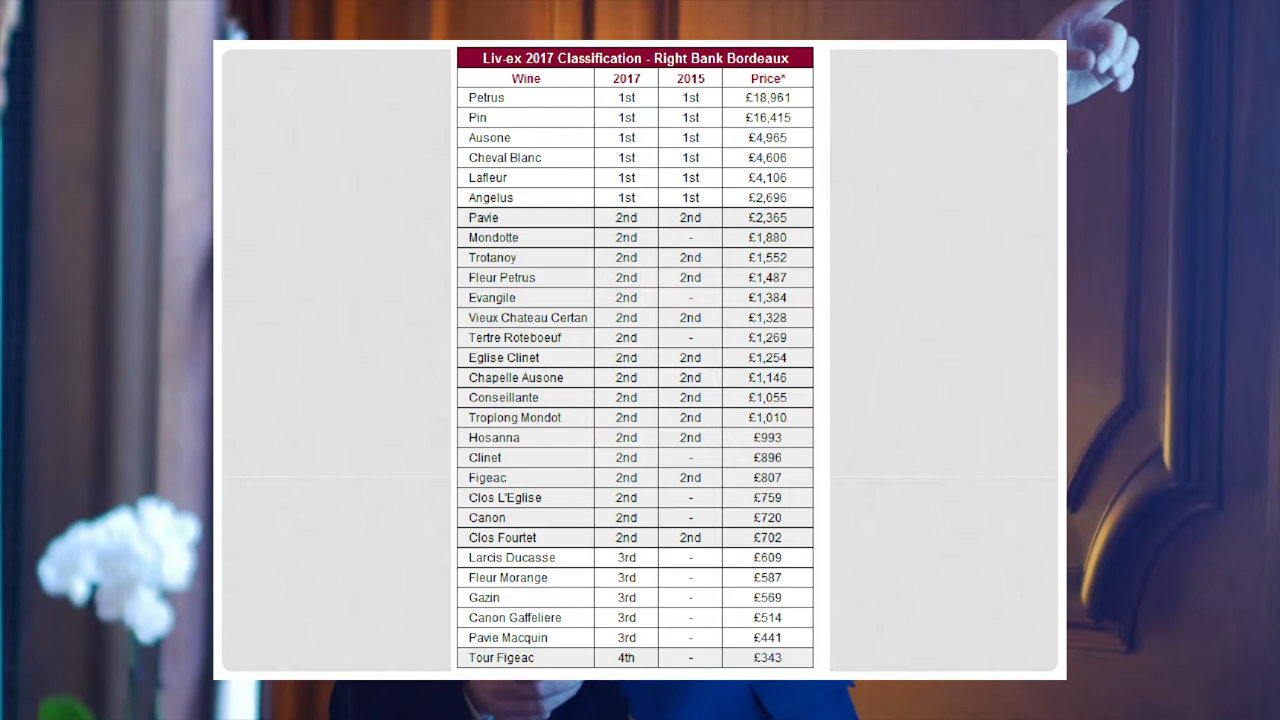 Liv-ex 2017 Classification - Right Bank Bordeaux
Wine 2017 2015 Price*
Petrus 1st 1st £18,961
Pin 1st 1st £16,415
Ausone 1st 1st £4,965
Cheval Blanc 1st 1st £4,606
Lafleur 1st 1st £4,106
Angelus 1st 1st £2,696
Pavie 2nd 2nd £2,365
Mondotte 2nd - £1,880
Trotanoy 2nd 2nd £1,552
Fleur Petrus 2nd 2nd £1,487
Evangile 2nd - £1,384
Vieux Chateau Certan 2nd 2nd £1,328
Tertre Roteboeuf 2nd - £1,269
Eglise Clinet 2nd 2nd £1,254
Chapelle Ausone 2nd 2nd £1,146
Conseillante 2nd 2nd £1,055
Troplong Mondot 2nd 2nd £1,010
Hosanna 2nd 2nd £993
Clinet 2nd - £896
Figeac 2nd 2nd £807
Clos L'Eglise 2nd - £759
Canon 2nd - £720
Clos Fourtet 2nd 2nd £702
Larcis Ducasse 3rd - £609
Fleur Morange 3rd - £587
Gazin 3rd - £569
Canon Gaffeliere 3rd - £514
Pavie Macquin 3rd - £441
Tour Figeac 4th - £343